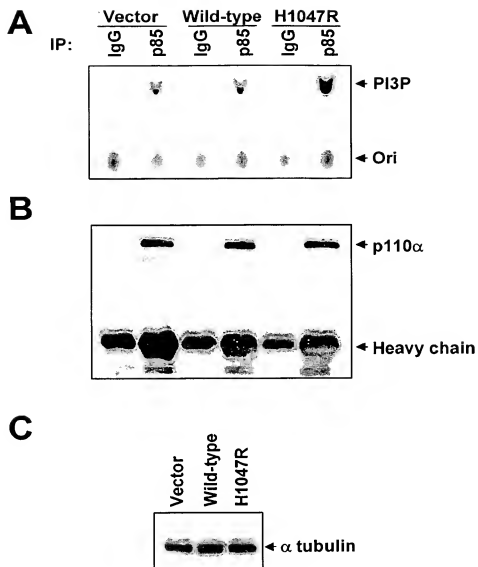 A
Vector Wild-type H1047R
IP: IgG p85 IgG p85 IgG p85
PI3P
Ori
B
p110α
Heavy chain
C
Vector Wild-type H1047R
α tubulin